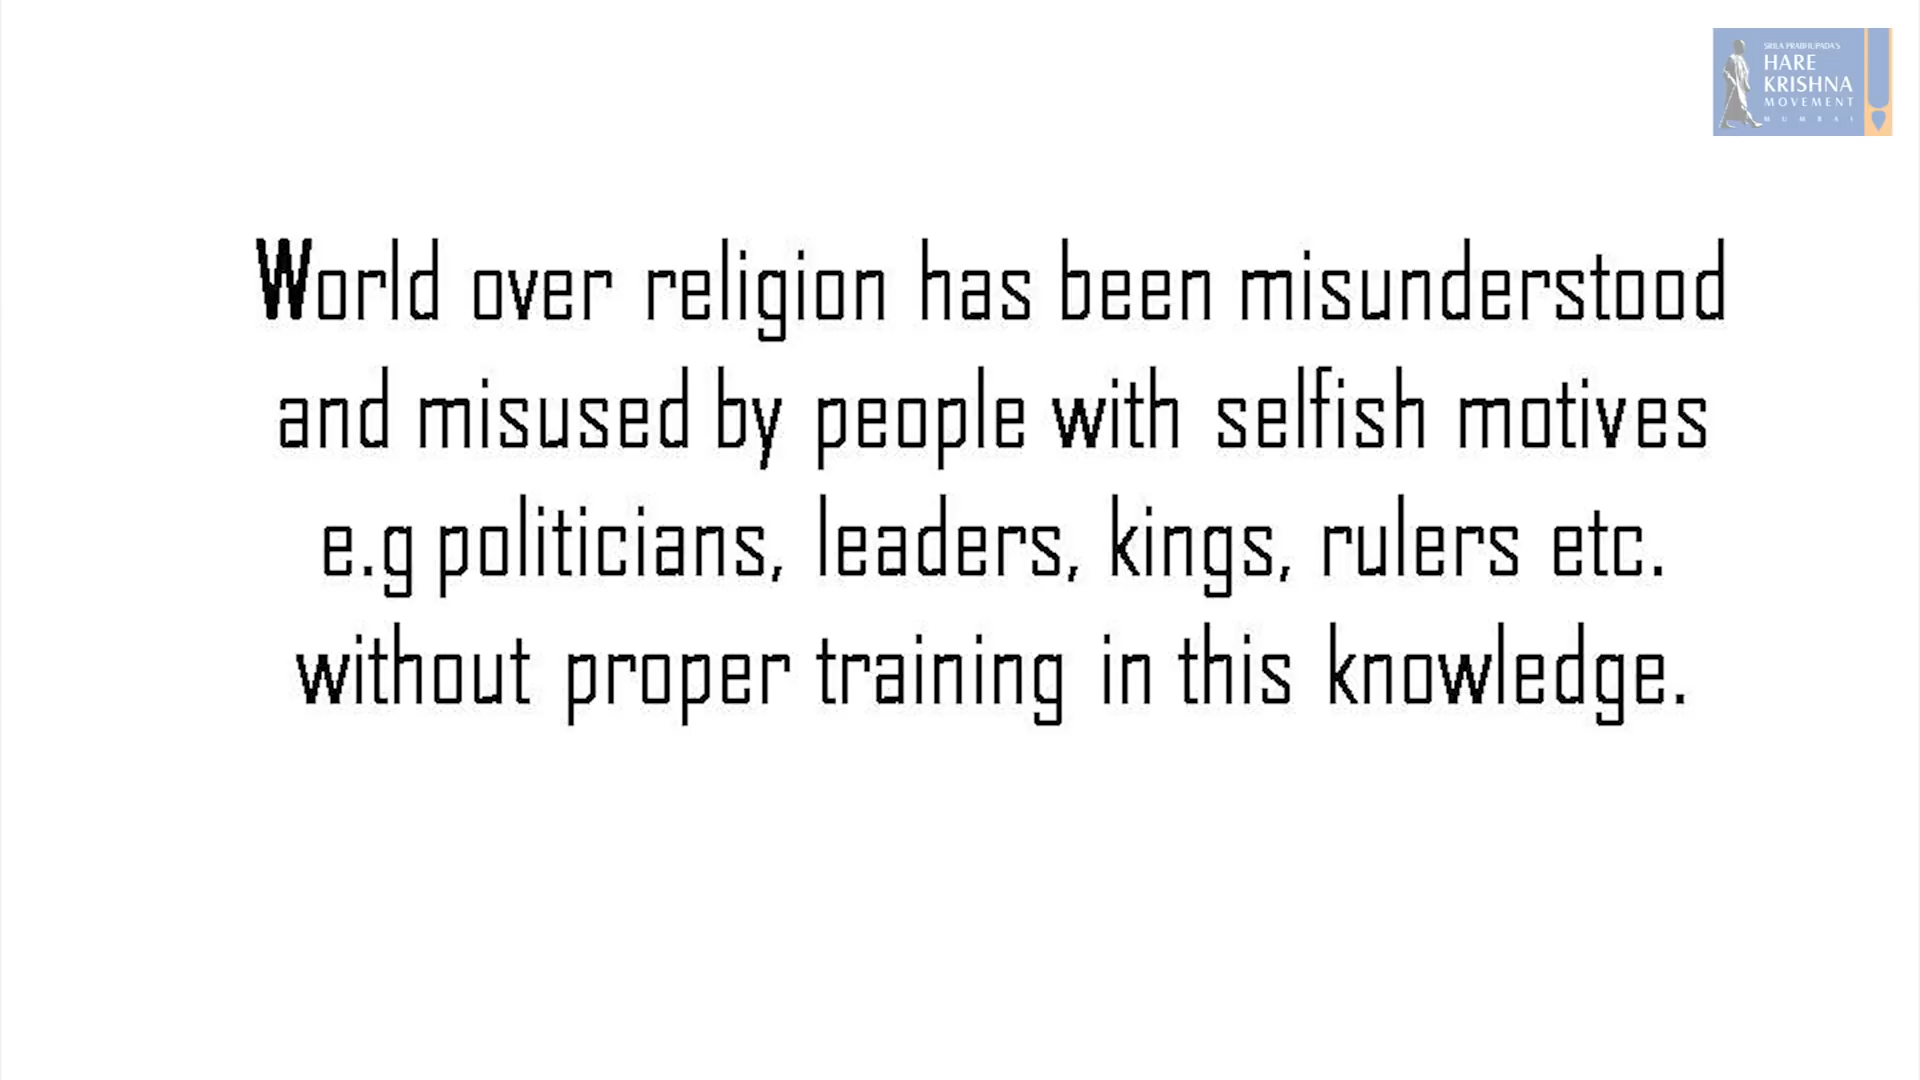 SRILA PRABHUPADA'S
HARE
KRISHNA
MOVEMENT
MUMBAI
World over religion has been misunderstood
and misused by people with selfish motives
e.g politicians, leaders, kings, rulers etc.
without proper training in this knowledge.